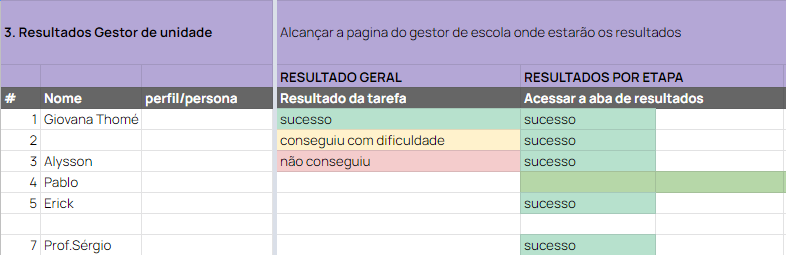 3. Resultados Gestor de unidade Alcançar a pagina do gestor de escola onde estarão os resultados
RESULTADO GERAL RESULTADOS POR ETAPA
# Nome perfil/persona Resultado da tarefa Acessar a aba de resultados
1 Giovana Thomé sucesso sucesso
2 conseguiu com dificuldade sucesso
3 Alysson não conseguiu sucesso
4 Pablo
5 Erick sucesso
7 Prof.Sérgio sucesso